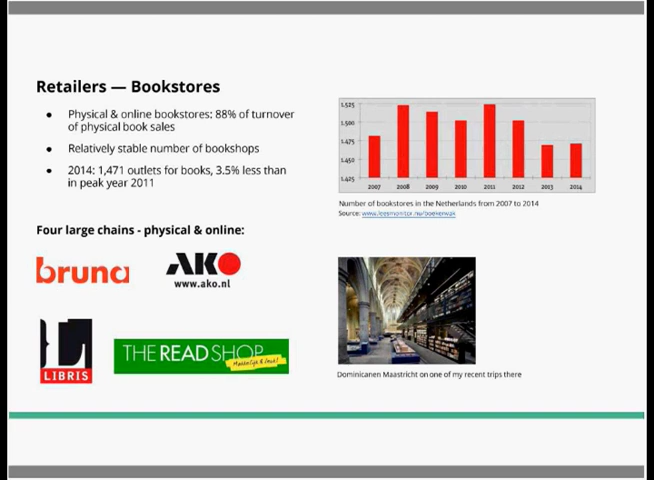 Retailers — Bookstores
● Physical & online bookstores: 88% of turnover
of physical book sales
● Relatively stable number of bookshops
● 2014: 1,471 outlets for books, 3.5% less than
in peak year 2011
Four large chains - physical & online:
bruna
AKO
www.ako.nl
LIBRIS
THE READ SHOP
1.525
1.500
1.475
1.450
1.425
2007 2008 2009 2010 2011 2012 2013 2014
Number of bookstores in the Netherlands from 2007 to 2014
Source: www.leesmonitor.nu/boekenvak
Dominicanen Maastricht on one of my recent trips there